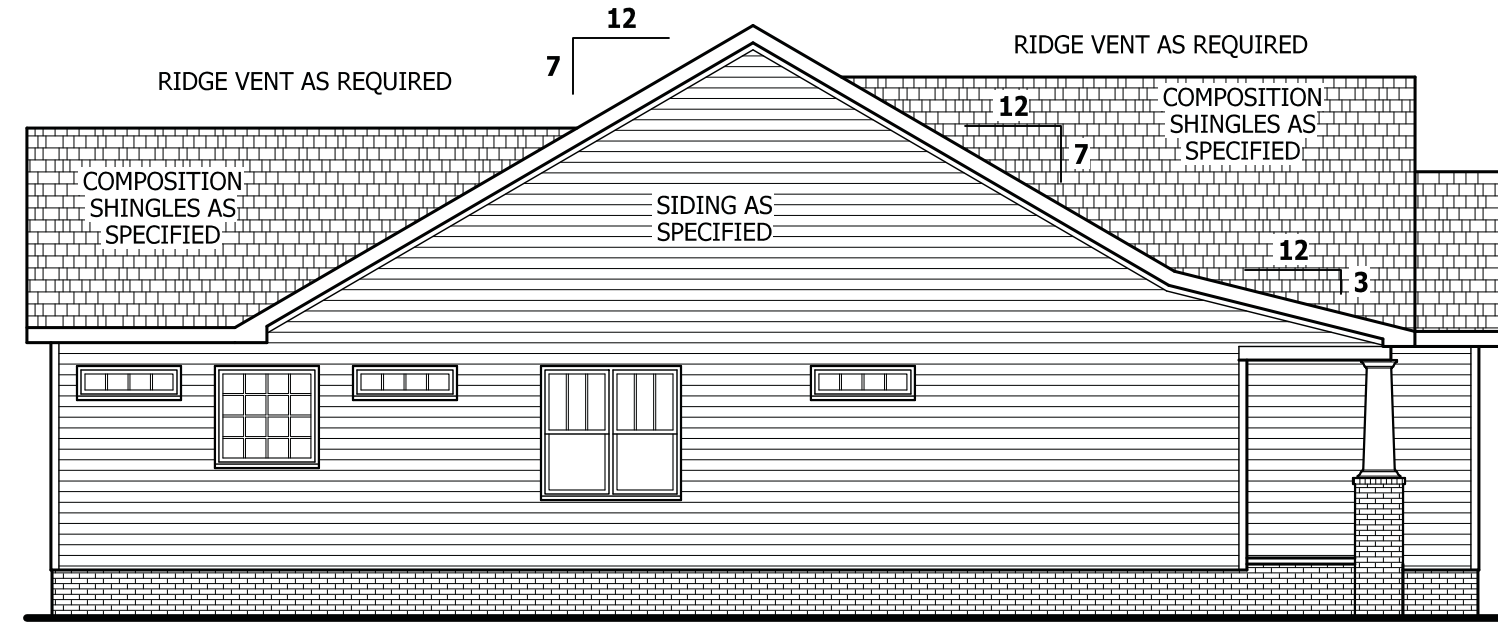 12
7
RIDGE VENT AS REQUIRED
RIDGE VENT AS REQUIRED
COMPOSITION
SHINGLES AS
SPECIFIED
12
7
COMPOSITION
SHINGLES AS
SPECIFIED
SIDING AS
SPECIFIED
12
3